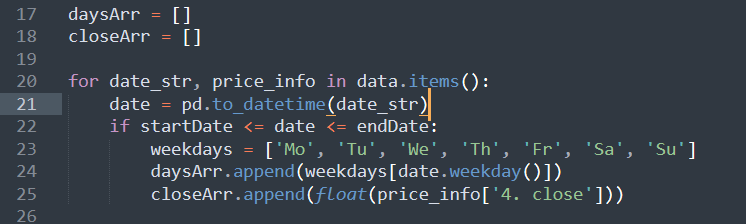 17 daysArr = []
18 closeArr = []
19
20 for date_str, price_info in data.items():
21     date = pd.to_datetime(date_str)
22     if startDate <= date <= endDate:
23         weekdays = ['Mo', 'Tu', 'We', 'Th', 'Fr', 'Sa', 'Su']
24         daysArr.append(weekdays[date.weekday()])
25         closeArr.append(float(price_info['4. close']))
26